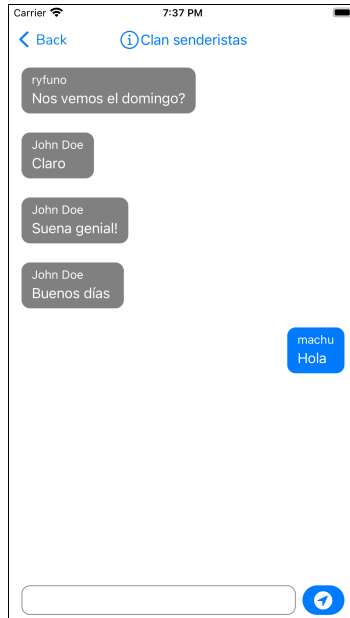 Carrier 7:37 PM
Back Clan senderistas
ryfuno
Nos vemos el domingo?
John Doe
Claro
John Doe
Suena genial!
John Doe
Buenos días
machu
Hola